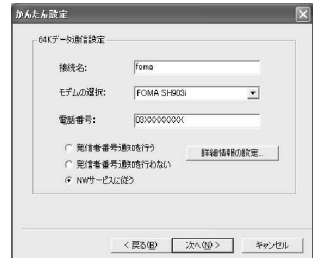 かんたん設定
64Kデータ通信設定
接続名: foma
モデムの選択: FOMA SH903i
電話番号: 03XXXXXXXX
発信者番号通知を行う
詳細情報の設定...
発信者番号通知を行わない
NWサービスに従う
< 戻る(B) 次へ(N) > キャンセル